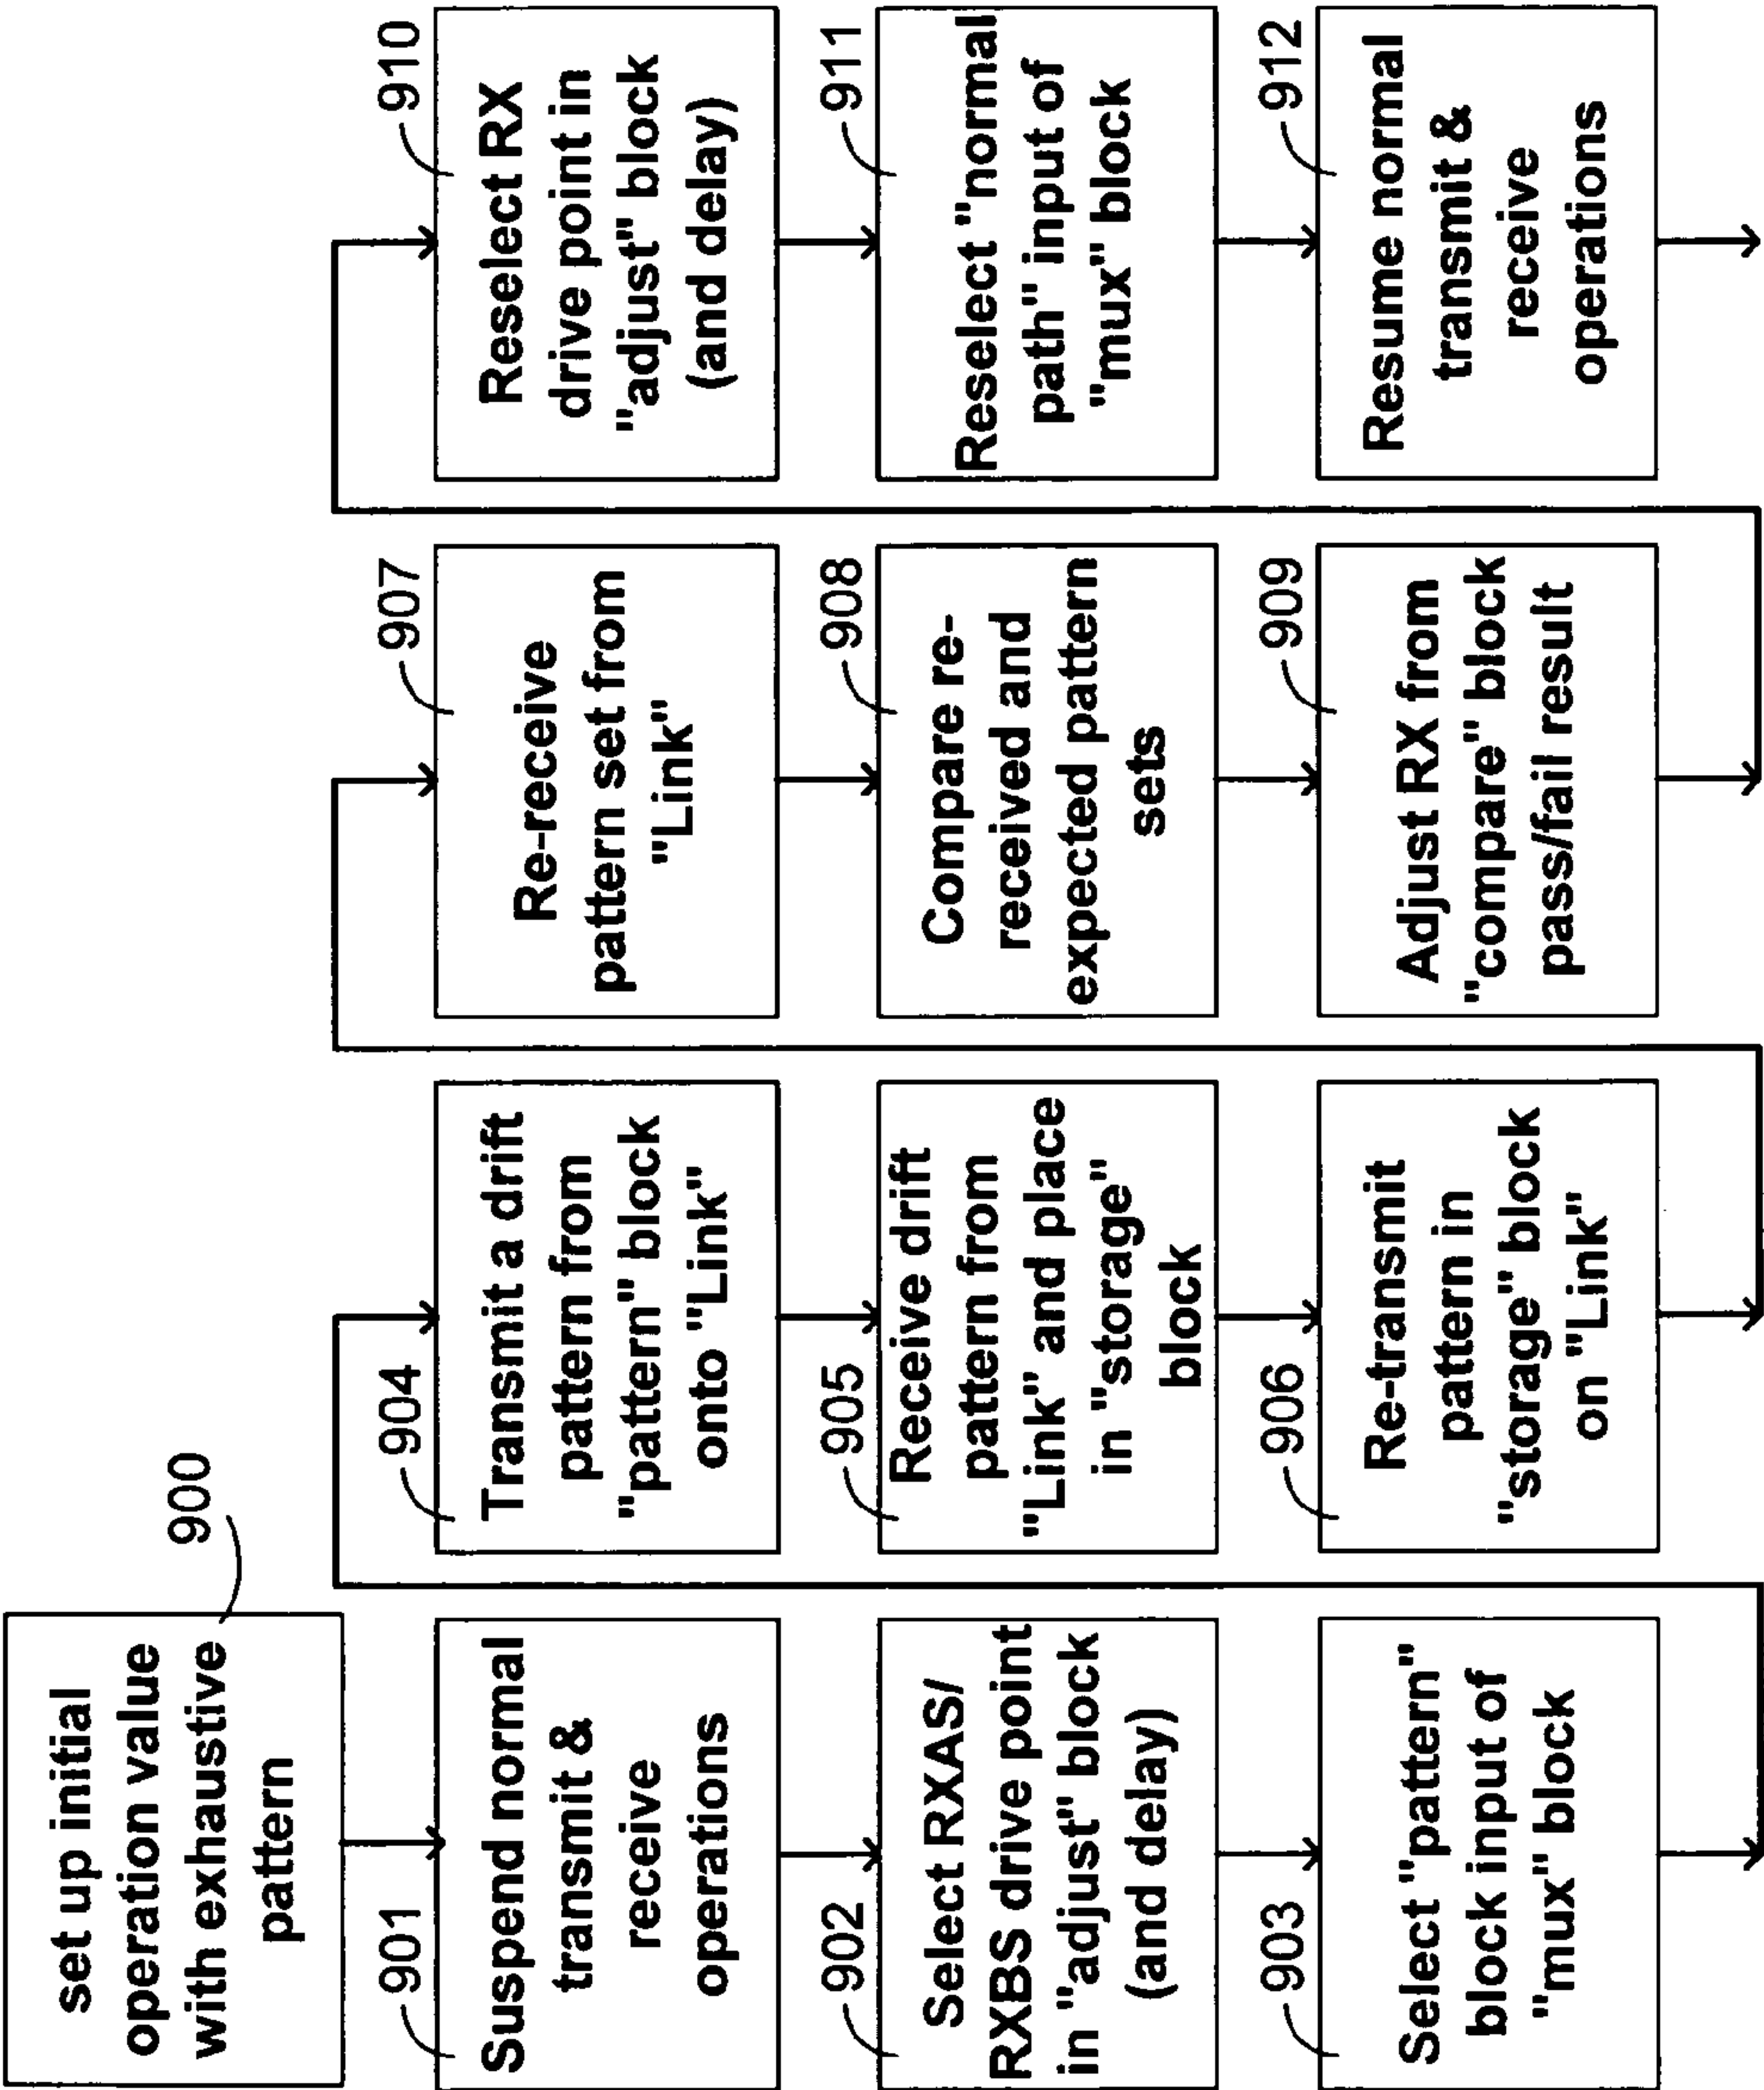 900
set up initial
operation value
with exhaustive
pattern
901
Suspend normal
transmit &
receive
operations
902
Select RXAS/
RXBS drive point
in "adjust" block
(and delay)
903
Select "pattern"
block input of
"mux" block
904
Transmit a drift
pattern from
"pattern" block
onto "Link"
905
Receive drift
pattern from
"Link" and place
in "storage"
block
906
Re-transmit
pattern in
"storage" block
on "Link"
907
Re-receive
pattern set from
"Link"
908
Compare re-
received and
expected pattern
sets
909
Adjust RX from
"compare" block
pass/fail result
910
Reselect RX
drive point in
"adjust" block
(and delay)
911
Reselect "normal
path" input of
"mux" block
912
Resume normal
transmit &
receive
operations